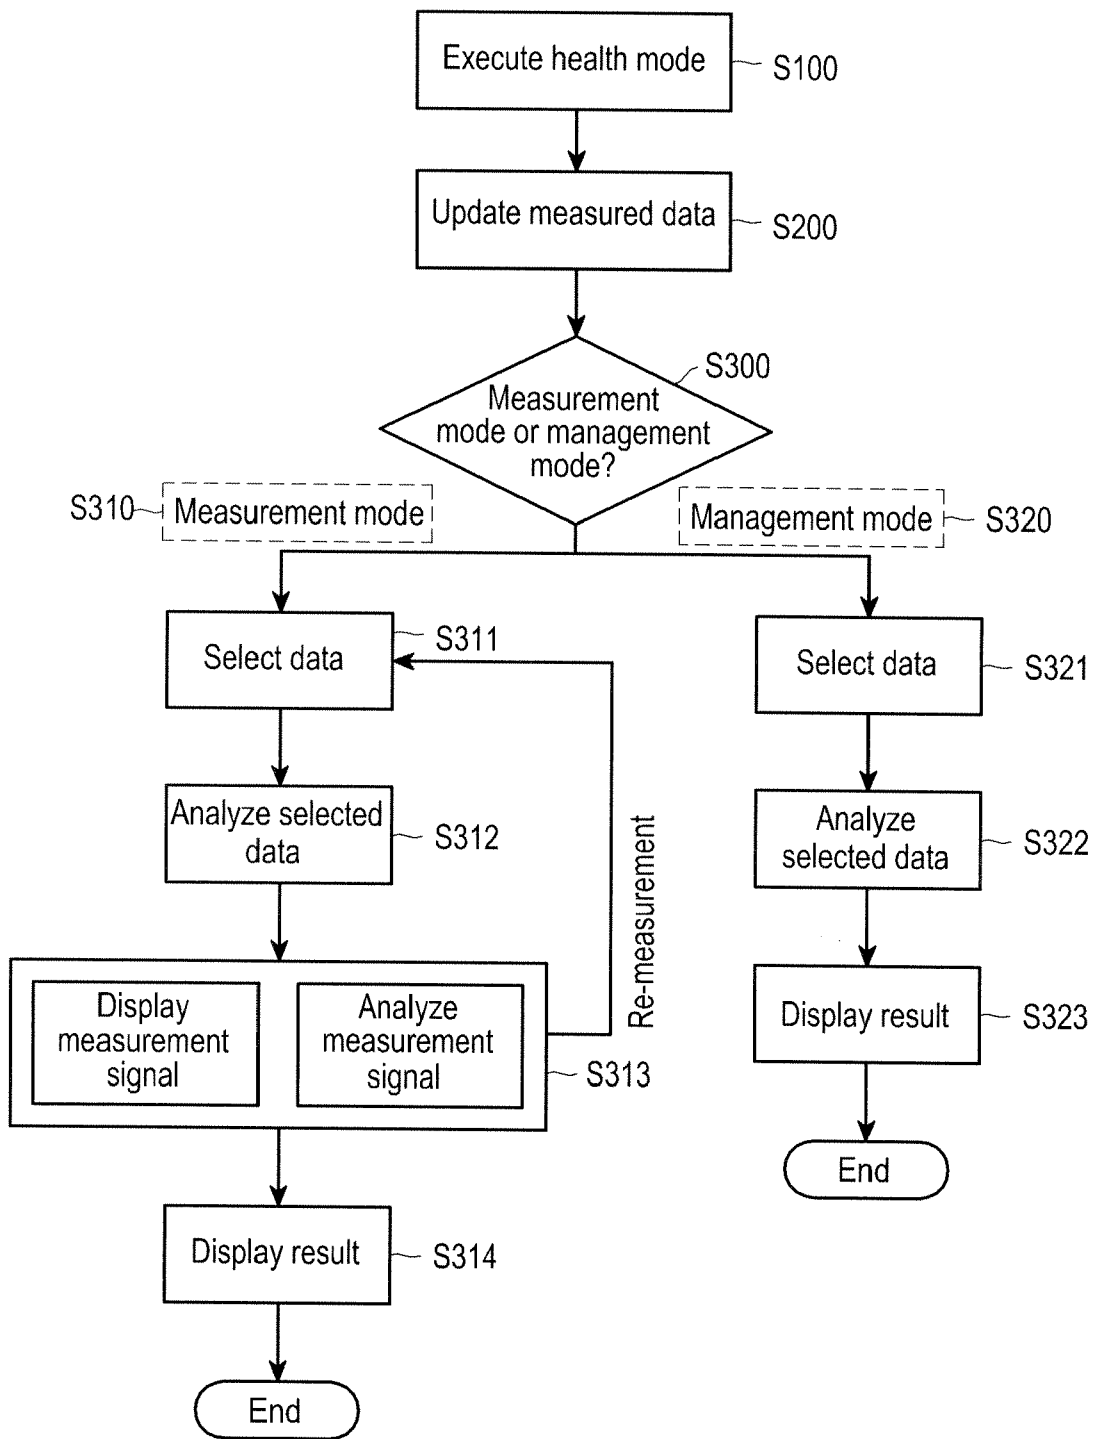 Execute health mode
S100
Update measured data
S200
S300
Measurement
mode or management
mode?
S310
Measurement mode
Management mode
S320
Select data
S311
Select data
S321
Analyze selected
data
S312
Analyze
selected data
S322
Re-measurement
Display
measurement
signal
Analyze
measurement
signal
S313
Display result
S323
End
Display result
S314
End